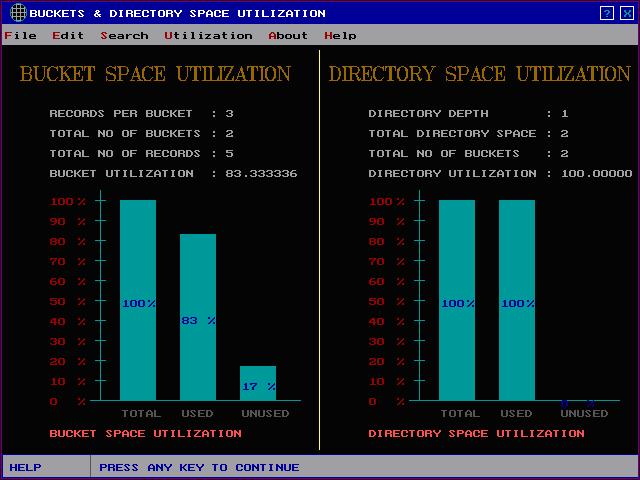 BUCKETS & DIRECTORY SPACE UTILIZATION ? X
File Edit Search Utilization About Help
BUCKET SPACE UTILIZATION
RECORDS PER BUCKET : 3
TOTAL NO OF BUCKETS : 2
TOTAL NO OF RECORDS : 5
BUCKET UTILIZATION : 83.333336
100 %
90 %
80 %
70 %
60 %
50 %
40 %
30 %
20 %
10 %
0 %
100%
83 %
17 %
TOTAL USED UNUSED
BUCKET SPACE UTILIZATION
DIRECTORY SPACE UTILIZATION
DIRECTORY DEPTH : 1
TOTAL DIRECTORY SPACE : 2
TOTAL NO OF BUCKETS : 2
DIRECTORY UTILIZATION : 100.00000
100 %
90 %
80 %
70 %
60 %
50 %
40 %
30 %
20 %
10 %
0 %
100%
100%
0 %
TOTAL USED UNUSED
DIRECTORY SPACE UTILIZATION
HELP PRESS ANY KEY TO CONTINUE